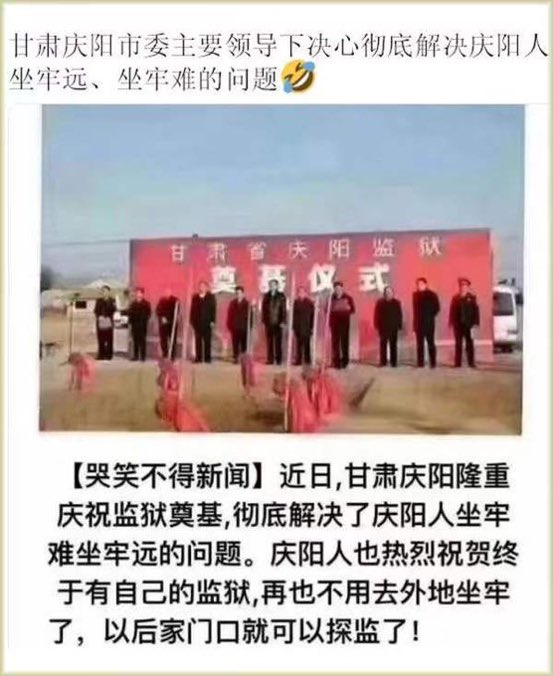 甘肃庆阳市委主要领导下决心彻底解决庆阳人
坐牢远、坐牢难的问题🤣
甘肃省庆阳监狱
奠基仪式
【哭笑不得新闻】近日,甘肃庆阳隆重
庆祝监狱奠基,彻底解决了庆阳人坐牢
难坐牢远的问题。庆阳人也热烈祝贺终
于有自己的监狱,再也不用去外地坐牢
了，以后家门口就可以探监了！